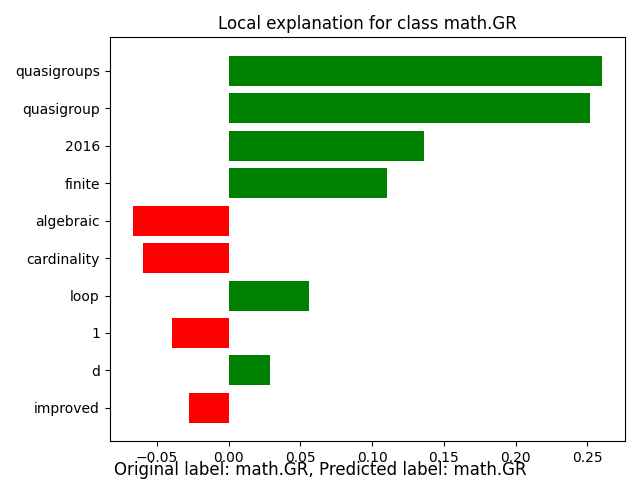 Local explanation for class math.GR
quasigroups
quasigroup
2016
finite
algebraic
cardinality
loop
1
d
improved
−0.05 0.00 0.05 0.10 0.15 0.20 0.25
Original label: math.GR, Predicted label: math.GR